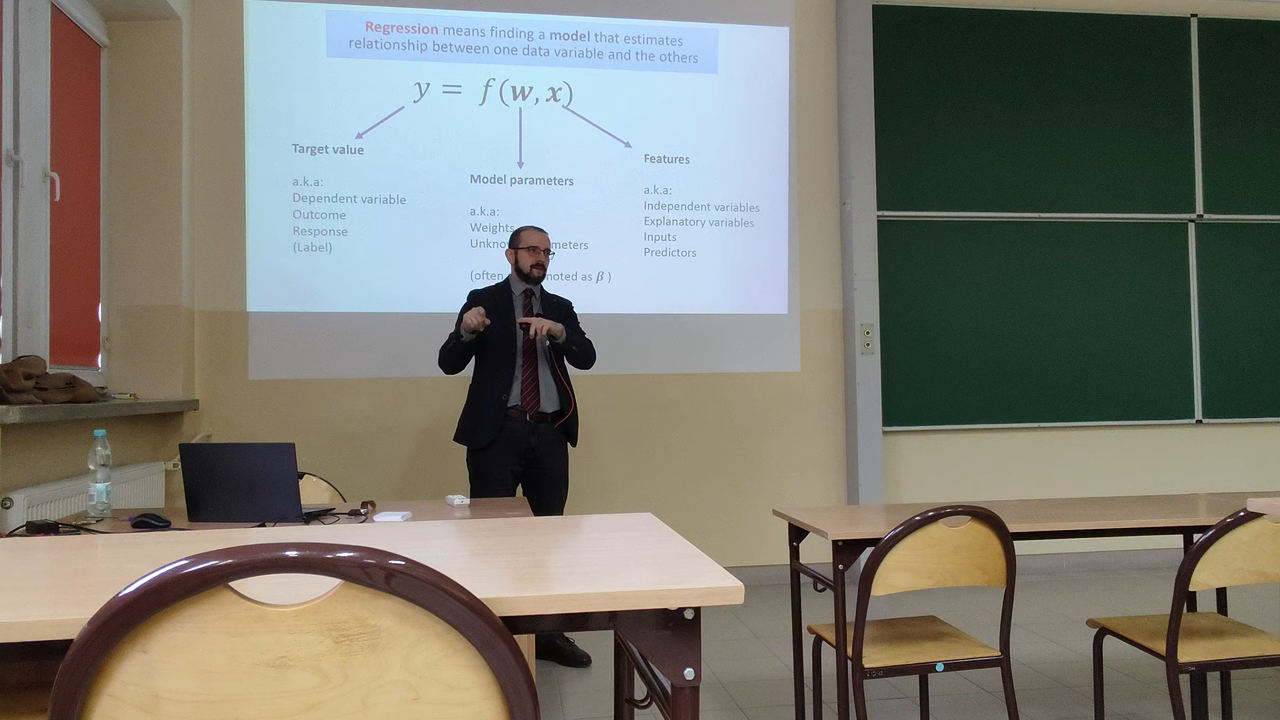 Regression means finding a model that estimates
relationship between one data variable and the others
y = f(w, x)
Target value
a.k.a:
Dependent variable
Outcome
Response
(Label)
Model parameters
a.k.a:
Weights
(often noted as β )
Features
a.k.a:
Independent variables
Explanatory variables
Inputs
Predictors